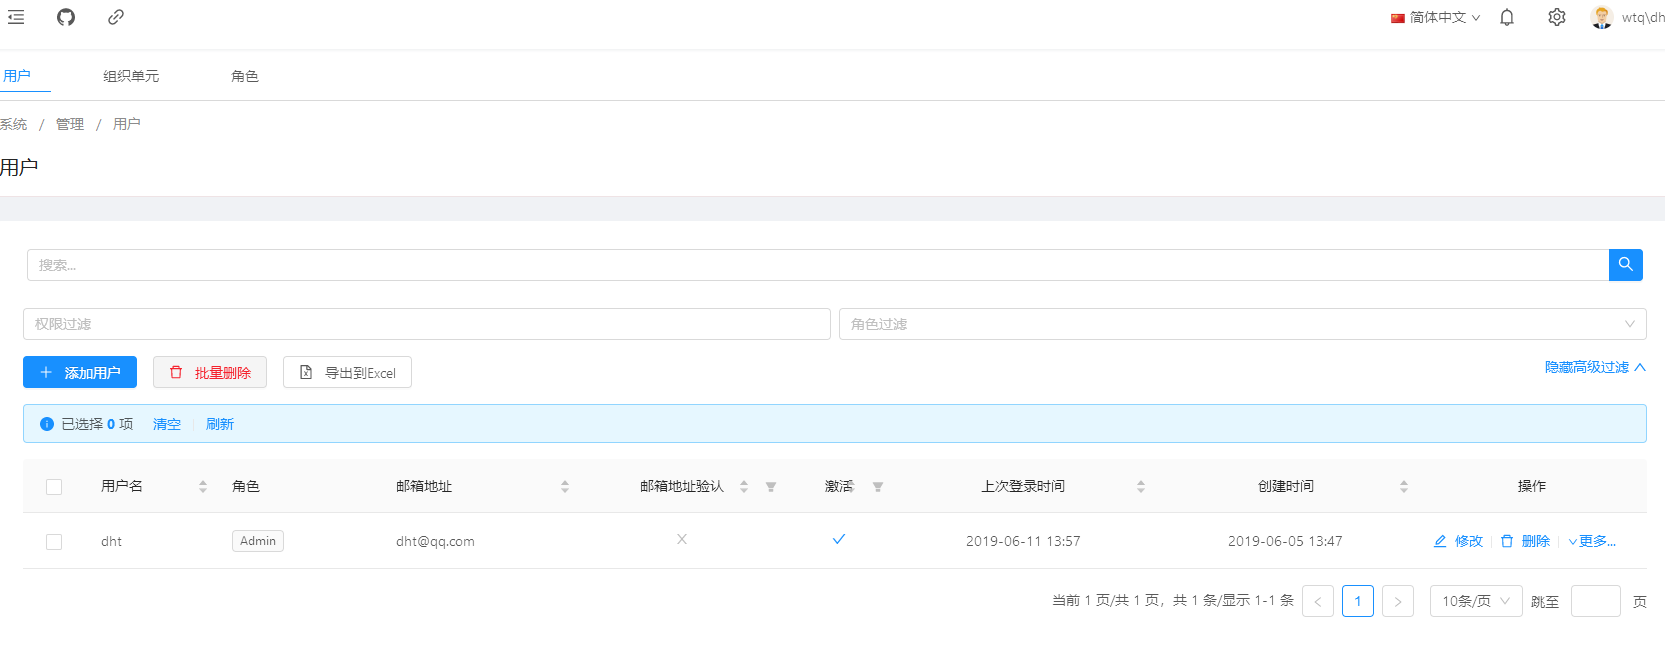 简体中文 wtq\dh
用户 组织单元 角色
系统 / 管理 / 用户
用户
搜索...
权限过滤 角色过滤
添加用户 批量删除 导出到Excel 隐藏高级过滤
已选择 0 项 清空 刷新
用户名 角色 邮箱地址 邮箱地址验认 激活 上次登录时间 创建时间 操作
dht Admin dht@qq.com 2019-06-11 13:57 2019-06-05 13:47 修改 删除 更多...
当前 1 页/共 1 页，共 1 条/显示 1-1 条 < 1 > 10条/页 跳至 页